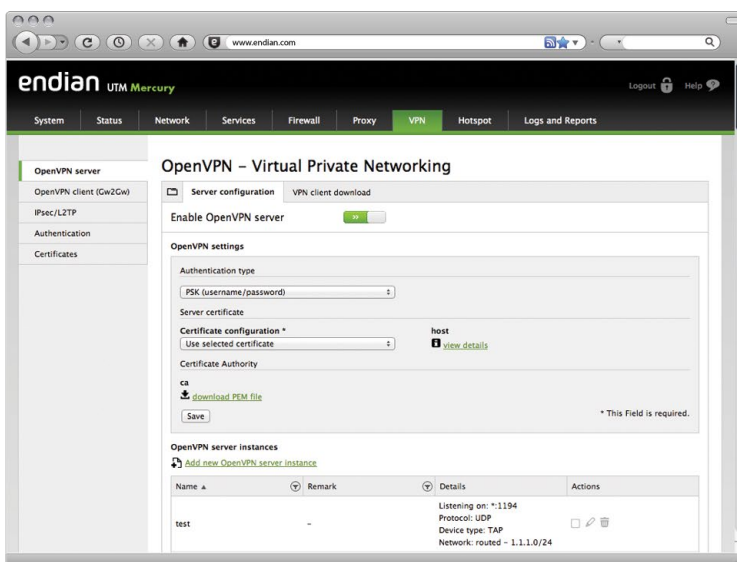 www.endian.com
endian UTM Mercury
Logout Help ?
System Status Network Services Firewall Proxy VPN Hotspot Logs and Reports
OpenVPN server
OpenVPN client (Gw2Gw)
IPsec/L2TP
Authentication
Certificates
OpenVPN – Virtual Private Networking
Server configuration VPN client download
Enable OpenVPN server
OpenVPN settings
Authentication type
PSK (username/password)
Server certificate
Certificate configuration * host
Use selected certificate view details
Certificate Authority
ca
download PEM file
Save * This Field is required.
OpenVPN server instances
Add new OpenVPN server instance
Name Remark Details Actions
test – Listening on: *:1194
Protocol: UDP
Device type: TAP
Network: routed – 1.1.1.0/24